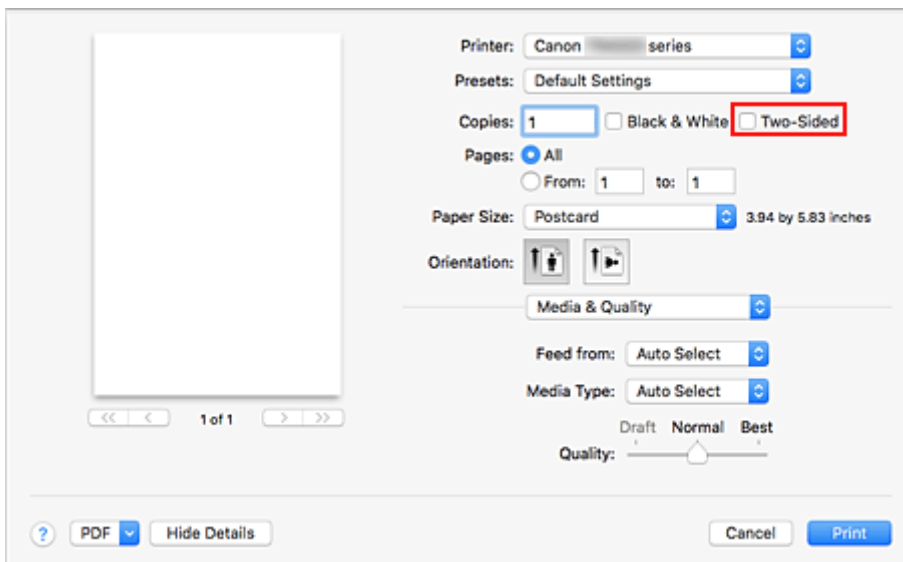 Printer: Canon series
Presets: Default Settings
Copies: 1 Black & White Two-Sided
Pages: All
From: 1 to: 1
Paper Size: Postcard 3.94 by 5.83 inches
Orientation:
Media & Quality
Feed from: Auto Select
Media Type: Auto Select
Draft Normal Best
Quality:
<< < 1 of 1 > >>
? PDF Hide Details Cancel Print